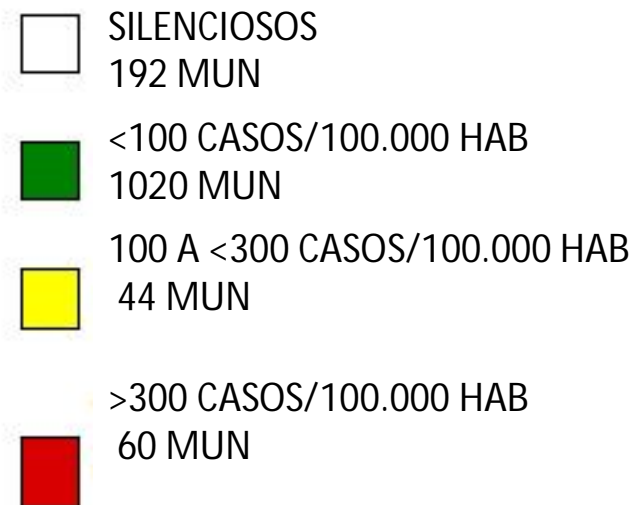 SILENCIOSOS
192 MUN
<100 CASOS/100.000 HAB
1020 MUN
100 A <300 CASOS/100.000 HAB
44 MUN
>300 CASOS/100.000 HAB
60 MUN